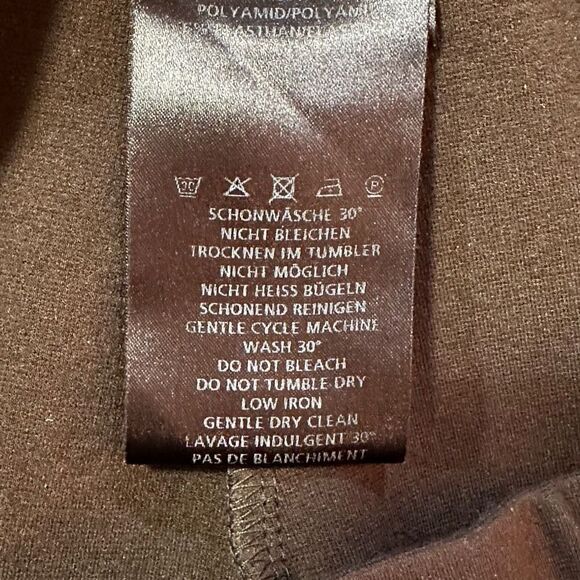 POLYAMID/POLYAMID
30 P
SCHONWÄSCHE 30°
NICHT BLEICHEN
TROCKNEN IM TUMBLER
NICHT MÖGLICH
NICHT HEISS BÜGELN
SCHONEND REINIGEN
GENTLE CYCLE MACHINE
WASH 30°
DO NOT BLEACH
DO NOT TUMBLE-DRY
LOW IRON
GENTLE DRY CLEAN
LAVAGE INDULGENT 30°
PAS DE BLANCHIMENT